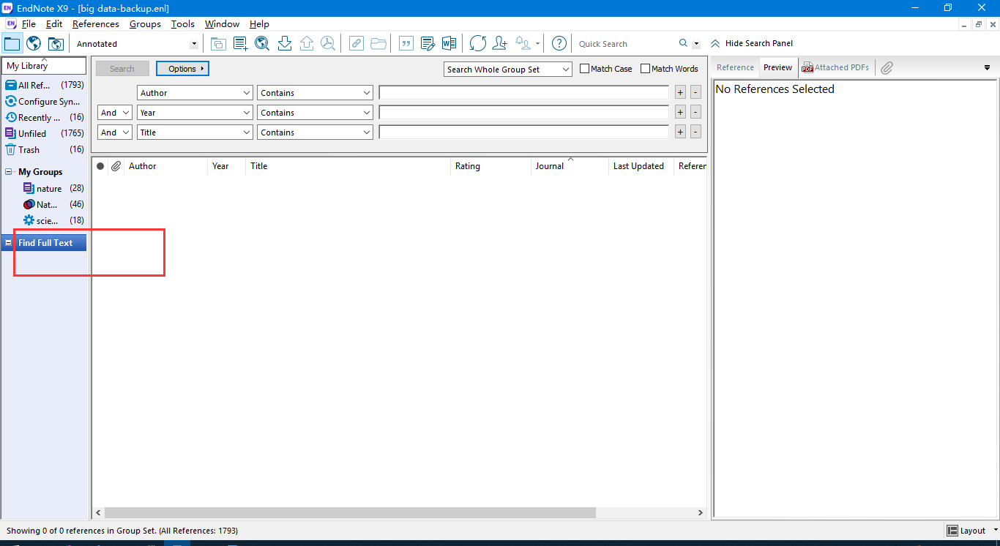 EndNote X9 - [big data-backup.enl]
File Edit References Groups Tools Window Help
Annotated
Quick Search
Hide Search Panel
My Library
All Ref... (1793)
Configure Syn...
Recently ... (16)
Unfiled (1765)
Trash (16)
My Groups
nature (28)
Nat... (46)
scie... (18)
Find Full Text
Search Options Search Whole Group Set Match Case Match Words
Author Contains + -
And Year Contains + -
And Title Contains + -
Author Year Title Rating Journal Last Updated Referen
Reference Preview Attached PDFs
No References Selected
Showing 0 of 0 references in Group Set. (All References: 1793)
Layout